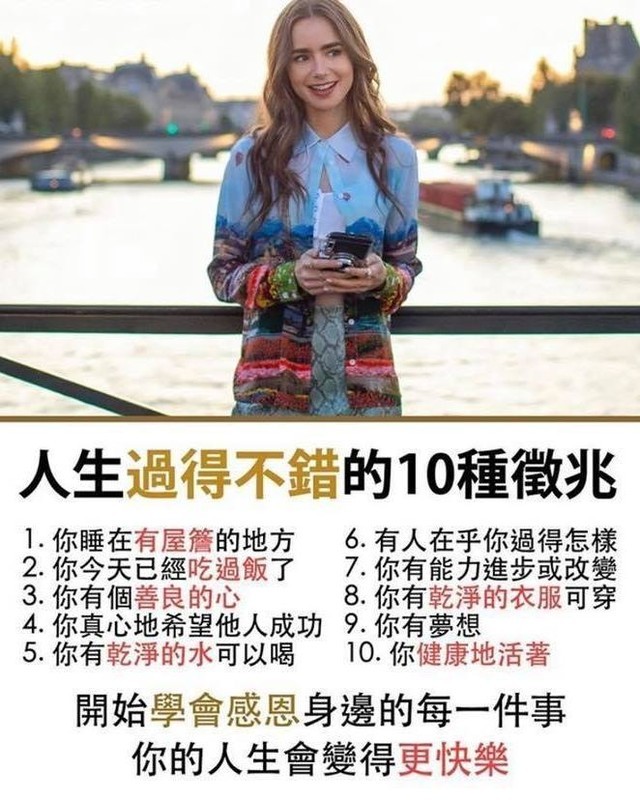 人生過得不錯的10種徵兆
1. 你睡在有屋簷的地方
2. 你今天已經吃過飯了
3. 你有個善良的心
4. 你真心地希望他人成功
5. 你有乾淨的水可以喝
6. 有人在乎你過得怎樣
7. 你有能力進步或改變
8. 你有乾淨的衣服可穿
9. 你有夢想
10. 你健康地活著
開始學會感恩身邊的每一件事
你的人生會變得更快樂